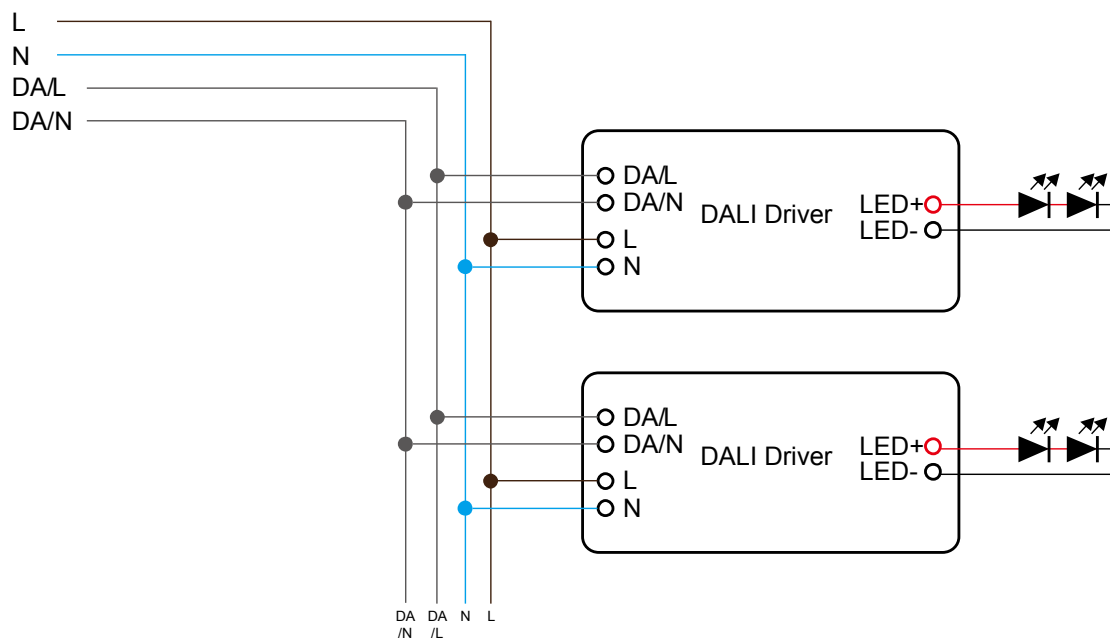 L
N
DA/L
DA/N
DA/L
DA/N
L
N
DALI Driver
LED+
LED-
DA/L
DA/N
L
N
DALI Driver
LED+
LED-
DA
/N
DA
/L
N
L